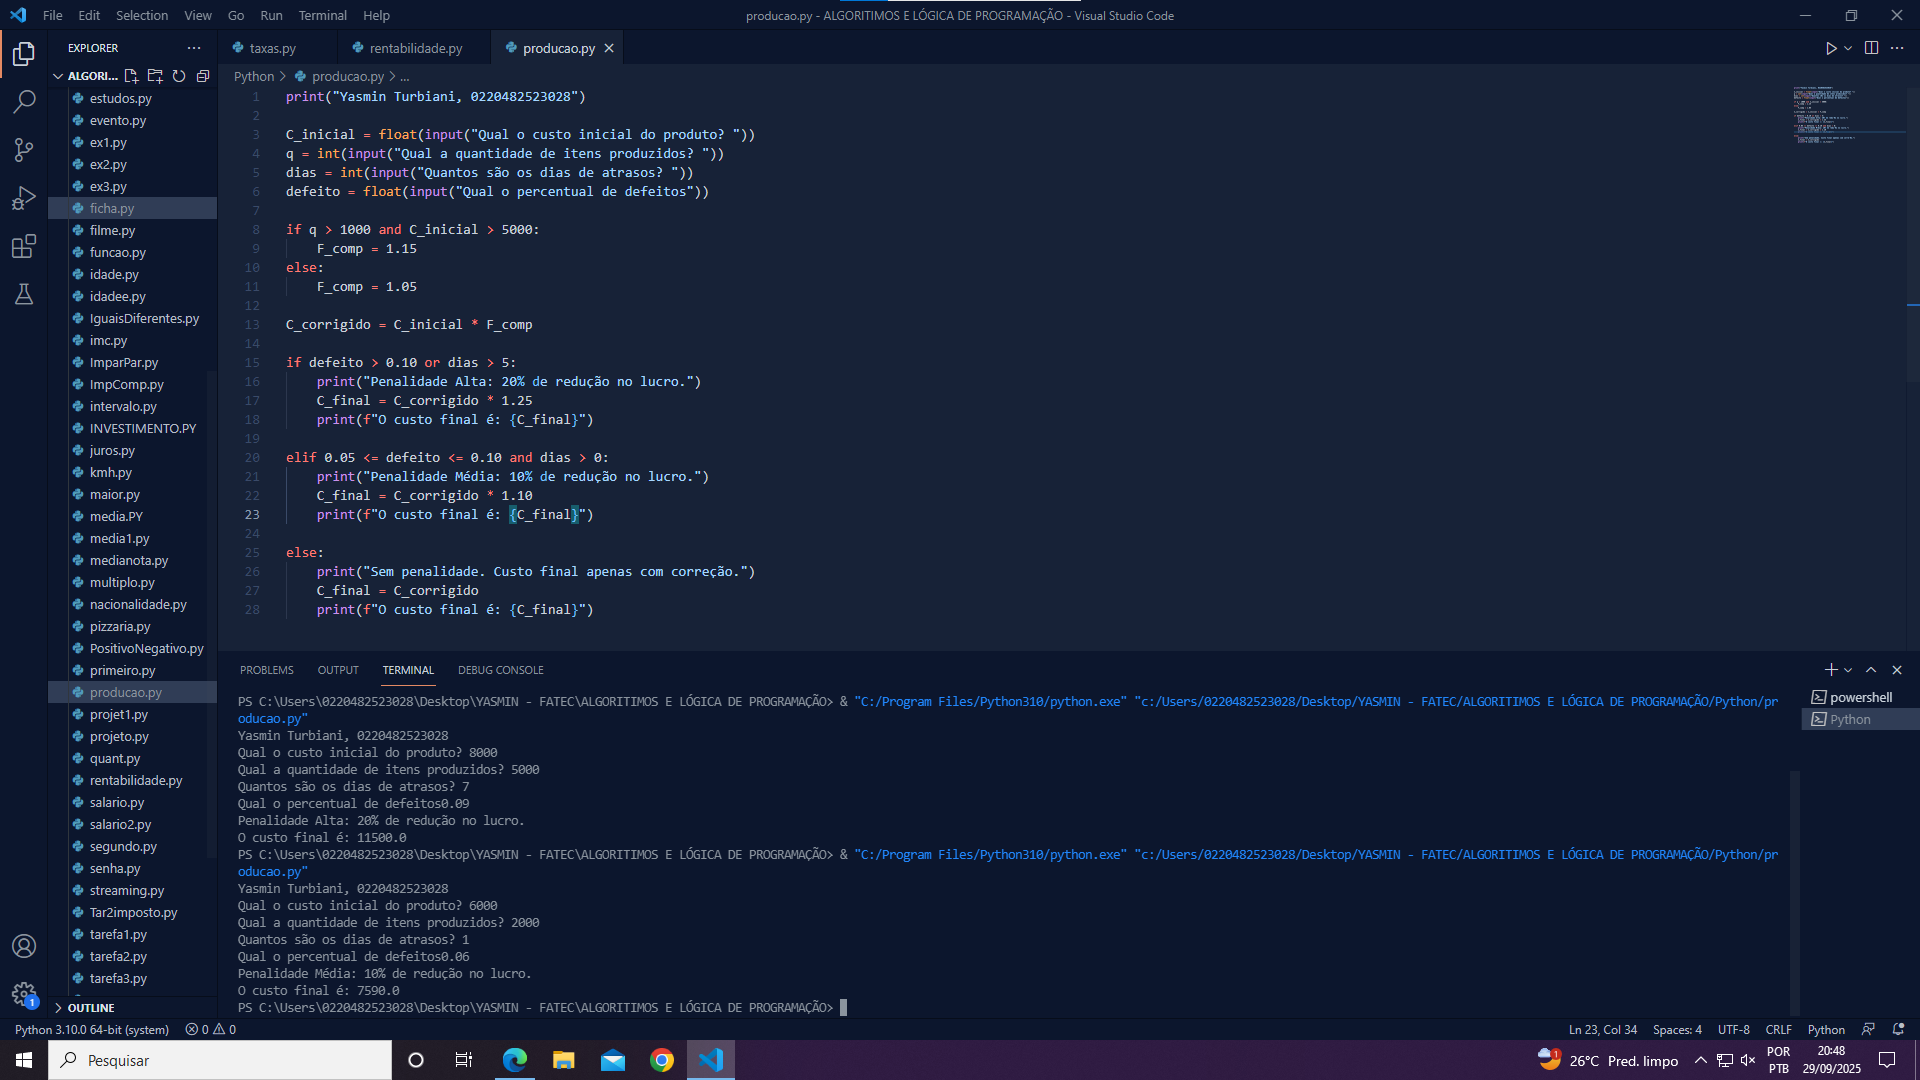 File Edit Selection View Go Run Terminal Help
producao.py - ALGORITIMOS E LÓGICA DE PROGRAMAÇÃO - Visual Studio Code
EXPLORER
ALGORI...
estudos.py
evento.py
ex1.py
ex2.py
ex3.py
ficha.py
filme.py
funcao.py
idade.py
idadee.py
IguaisDiferentes.py
imc.py
ImparPar.py
ImpComp.py
intervalo.py
INVESTIMENTO.PY
juros.py
kmh.py
maior.py
media.PY
media1.py
medianota.py
multiplo.py
nacionalidade.py
pizzaria.py
PositivoNegativo.py
primeiro.py
producao.py
projet1.py
projeto.py
quant.py
rentabilidade.py
salario.py
salario2.py
segundo.py
senha.py
streaming.py
Tar2imposto.py
tarefa1.py
tarefa2.py
tarefa3.py
OUTLINE
taxas.py rentabilidade.py producao.py
Python > producao.py > ...
1 print("Yasmin Turbiani, 0220482523028")
2
3 C_inicial = float(input("Qual o custo inicial do produto? "))
4 q = int(input("Qual a quantidade de itens produzidos? "))
5 dias = int(input("Quantos são os dias de atrasos? "))
6 defeito = float(input("Qual o percentual de defeitos"))
7
8 if q > 1000 and C_inicial > 5000:
9     F_comp = 1.15
10 else:
11     F_comp = 1.05
12
13 C_corrigido = C_inicial * F_comp
14
15 if defeito > 0.10 or dias > 5:
16     print("Penalidade Alta: 20% de redução no lucro.")
17     C_final = C_corrigido * 1.25
18     print(f"O custo final é: {C_final}")
19
20 elif 0.05 <= defeito <= 0.10 and dias > 0:
21     print("Penalidade Média: 10% de redução no lucro.")
22     C_final = C_corrigido * 1.10
23     print(f"O custo final é: {C_final}")
24
25 else:
26     print("Sem penalidade. Custo final apenas com correção.")
27     C_final = C_corrigido
28     print(f"O custo final é: {C_final}")
PROBLEMS OUTPUT TERMINAL DEBUG CONSOLE
powershell
Python
PS C:\Users\0220482523028\Desktop\YASMIN - FATEC\ALGORITIMOS E LÓGICA DE PROGRAMAÇÃO> & "C:/Program Files/Python310/python.exe" "c:/Users/0220482523028/Desktop/YASMIN - FATEC/ALGORITIMOS E LÓGICA DE PROGRAMAÇÃO/Python/pr
oducao.py"
Yasmin Turbiani, 0220482523028
Qual o custo inicial do produto? 8000
Qual a quantidade de itens produzidos? 5000
Quantos são os dias de atrasos? 7
Qual o percentual de defeitos0.09
Penalidade Alta: 20% de redução no lucro.
O custo final é: 11500.0
PS C:\Users\0220482523028\Desktop\YASMIN - FATEC\ALGORITIMOS E LÓGICA DE PROGRAMAÇÃO> & "C:/Program Files/Python310/python.exe" "c:/Users/0220482523028/Desktop/YASMIN - FATEC/ALGORITIMOS E LÓGICA DE PROGRAMAÇÃO/Python/pr
oducao.py"
Yasmin Turbiani, 0220482523028
Qual o custo inicial do produto? 6000
Qual a quantidade de itens produzidos? 2000
Quantos são os dias de atrasos? 1
Qual o percentual de defeitos0.06
Penalidade Média: 10% de redução no lucro.
O custo final é: 7590.0
PS C:\Users\0220482523028\Desktop\YASMIN - FATEC\ALGORITIMOS E LÓGICA DE PROGRAMAÇÃO>
1
Python 3.10.0 64-bit (system) 0 0
Ln 23, Col 34 Spaces: 4 UTF-8 CRLF Python
Pesquisar
1 26°C Pred. limpo
POR
PTB
20:48
29/09/2025